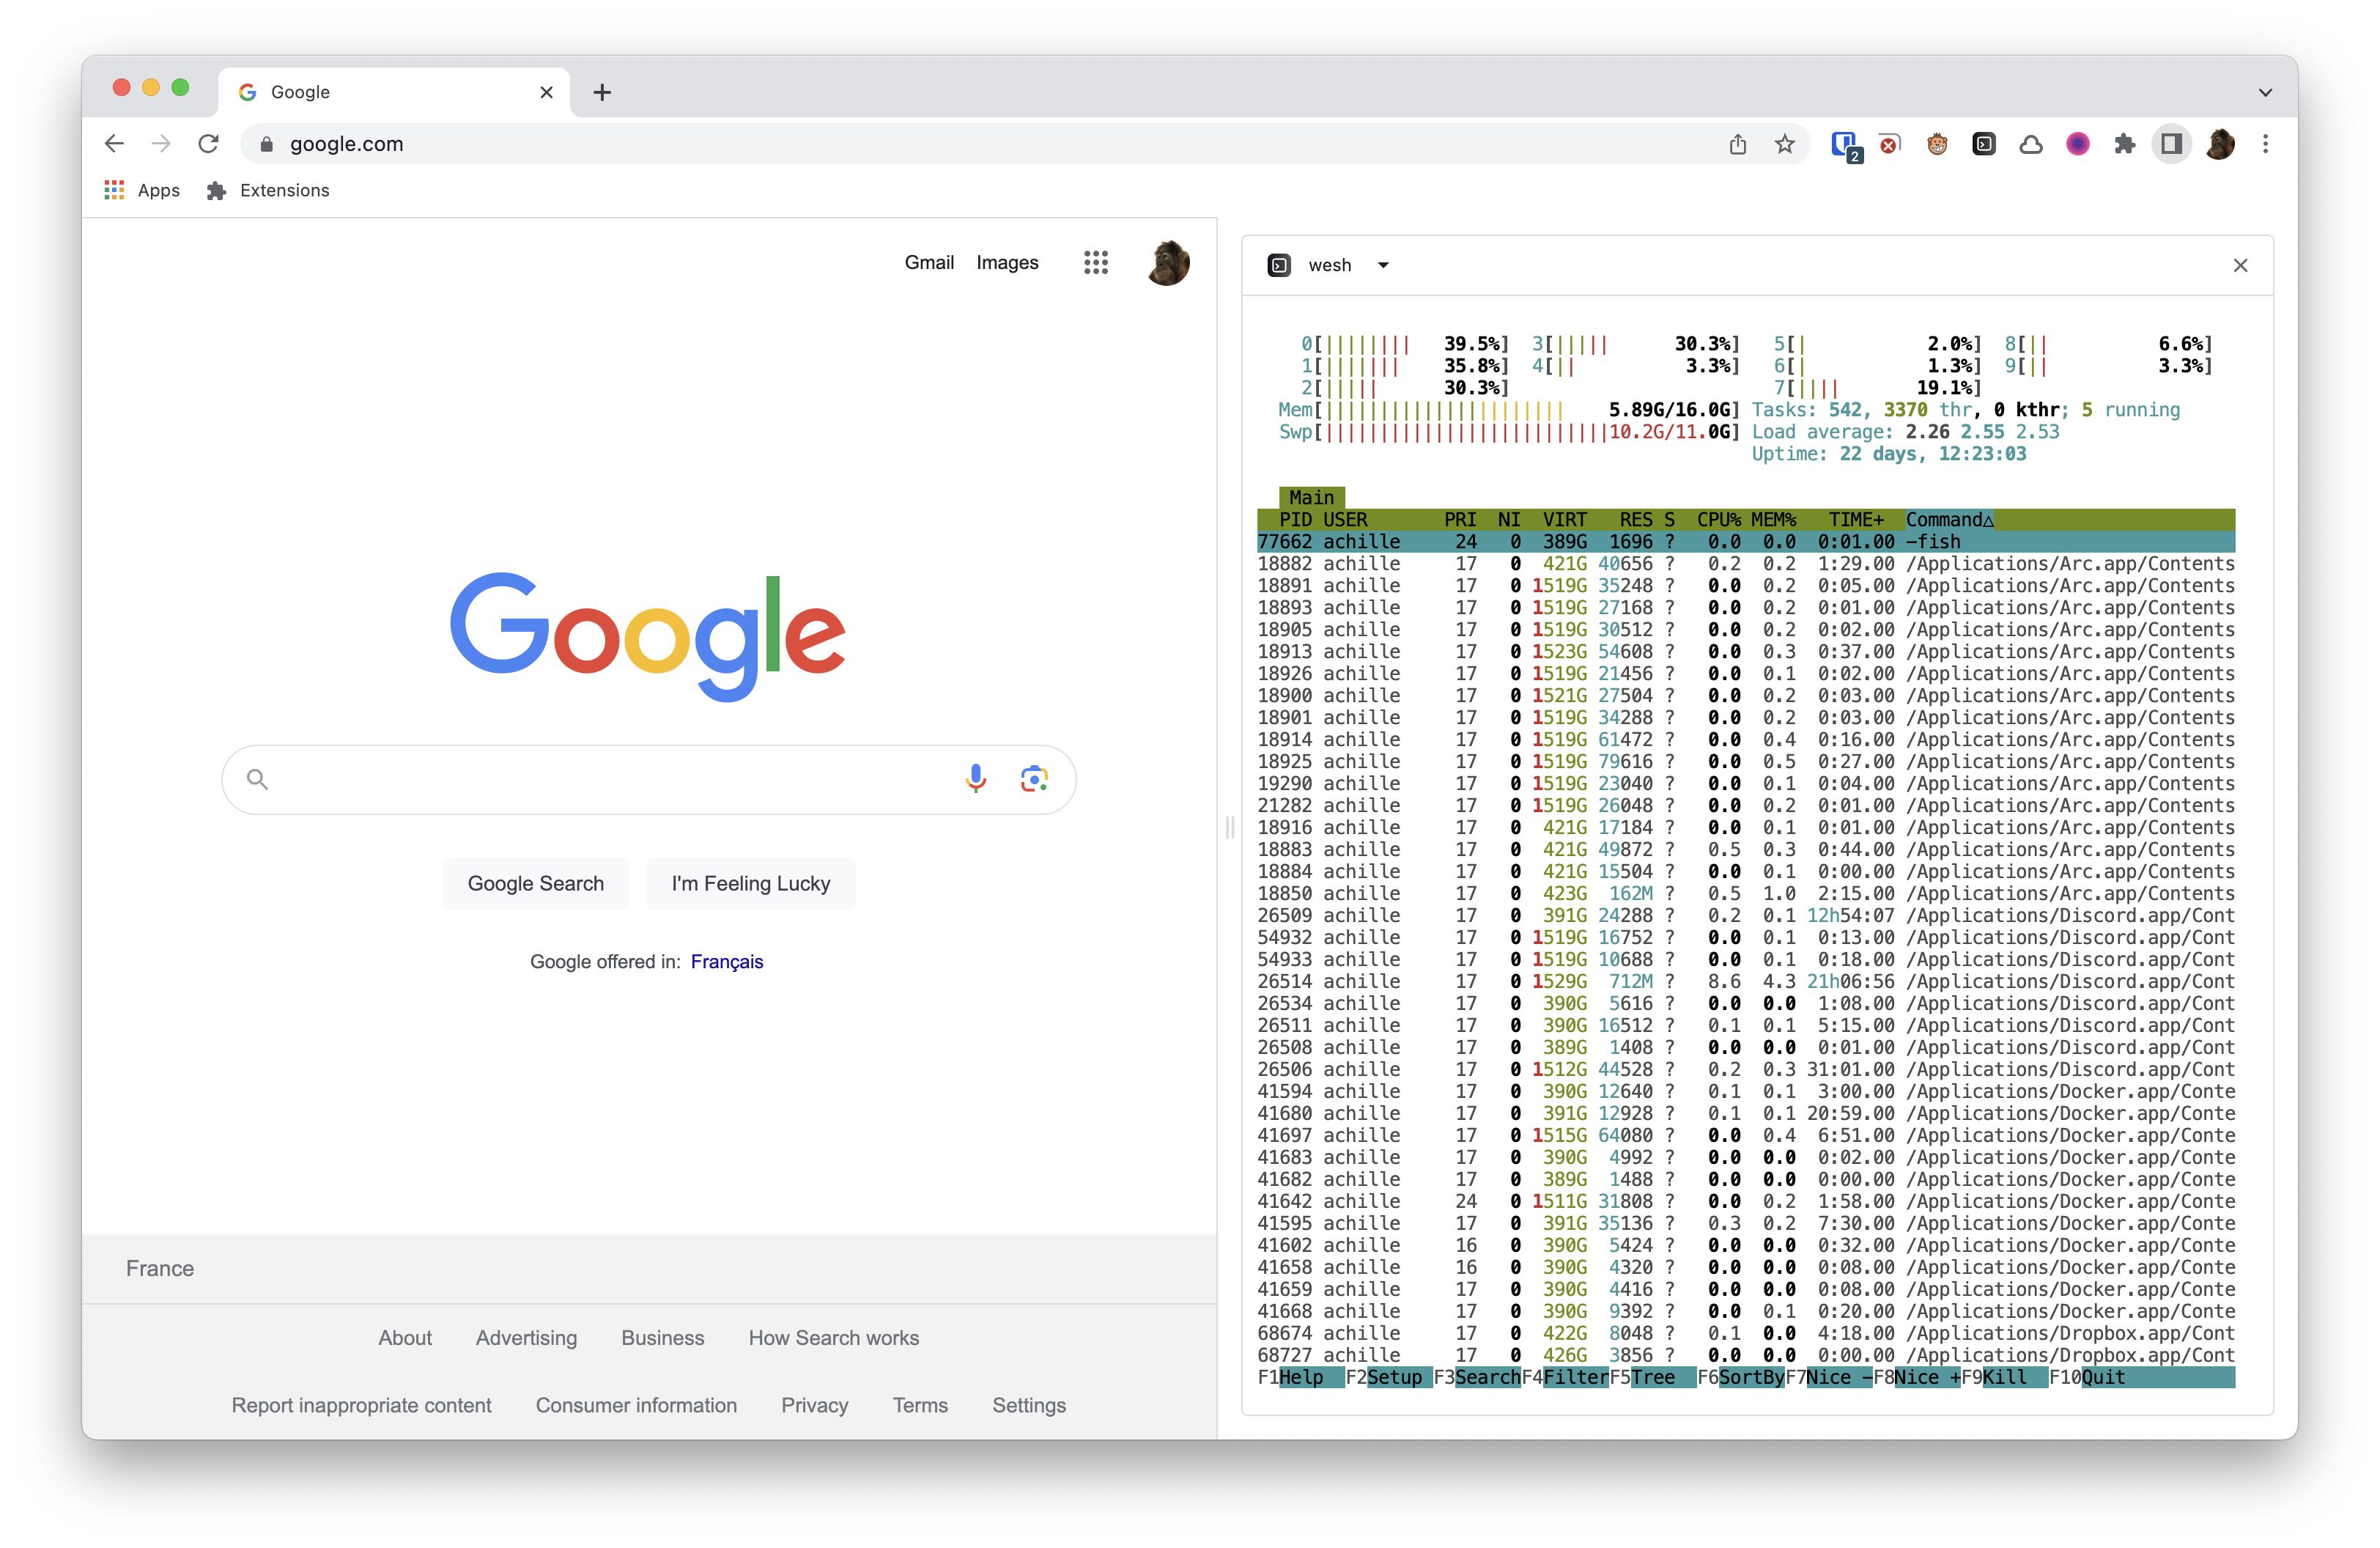 Google
google.com
2
Apps Extensions
Gmail Images
Google
Google Search I'm Feeling Lucky
Google offered in: Français
France
About Advertising Business How Search works
Report inappropriate content Consumer information Privacy Terms Settings
wesh
0[|||||||| 39.5%] 3[||||| 30.3%] 5[| 2.0%] 8[|| 6.6%]
1[||||||| 35.8%] 4[|| 3.3%] 6[| 1.3%] 9[|| 3.3%]
2[||||| 30.3%] 7[|||| 19.1%]
Mem[|||||||||||||||||||||| 5.89G/16.0G] Tasks: 542, 3370 thr, 0 kthr; 5 running
Swp[||||||||||||||||||||||||||10.2G/11.0G] Load average: 2.26 2.55 2.53
Uptime: 22 days, 12:23:03
Main
PID USER PRI NI VIRT RES S CPU% MEM% TIME+ Command△
77662 achille 24 0 389G 1696 ? 0.0 0.0 0:01.00 -fish
18882 achille 17 0 421G 40656 ? 0.2 0.2 1:29.00 /Applications/Arc.app/Contents
18891 achille 17 0 1519G 35248 ? 0.0 0.2 0:05.00 /Applications/Arc.app/Contents
18893 achille 17 0 1519G 27168 ? 0.0 0.2 0:01.00 /Applications/Arc.app/Contents
18905 achille 17 0 1519G 30512 ? 0.0 0.2 0:02.00 /Applications/Arc.app/Contents
18913 achille 17 0 1523G 54608 ? 0.0 0.3 0:37.00 /Applications/Arc.app/Contents
18926 achille 17 0 1519G 21456 ? 0.0 0.1 0:02.00 /Applications/Arc.app/Contents
18900 achille 17 0 1521G 27504 ? 0.0 0.2 0:03.00 /Applications/Arc.app/Contents
18901 achille 17 0 1519G 34288 ? 0.0 0.2 0:03.00 /Applications/Arc.app/Contents
18914 achille 17 0 1519G 61472 ? 0.0 0.4 0:16.00 /Applications/Arc.app/Contents
18925 achille 17 0 1519G 79616 ? 0.0 0.5 0:27.00 /Applications/Arc.app/Contents
19290 achille 17 0 1519G 23040 ? 0.0 0.1 0:04.00 /Applications/Arc.app/Contents
21282 achille 17 0 1519G 26048 ? 0.0 0.2 0:01.00 /Applications/Arc.app/Contents
18916 achille 17 0 421G 17184 ? 0.0 0.1 0:01.00 /Applications/Arc.app/Contents
18883 achille 17 0 421G 49872 ? 0.5 0.3 0:44.00 /Applications/Arc.app/Contents
18884 achille 17 0 421G 15504 ? 0.0 0.1 0:00.00 /Applications/Arc.app/Contents
18850 achille 17 0 423G 162M ? 0.5 1.0 2:15.00 /Applications/Arc.app/Contents
26509 achille 17 0 391G 24288 ? 0.2 0.1 12h54:07 /Applications/Discord.app/Cont
54932 achille 17 0 1519G 16752 ? 0.0 0.1 0:13.00 /Applications/Discord.app/Cont
54933 achille 17 0 1519G 10688 ? 0.0 0.1 0:18.00 /Applications/Discord.app/Cont
26514 achille 17 0 1529G 712M ? 8.6 4.3 21h06:56 /Applications/Discord.app/Cont
26534 achille 17 0 390G 5616 ? 0.0 0.0 1:08.00 /Applications/Discord.app/Cont
26511 achille 17 0 390G 16512 ? 0.1 0.1 5:15.00 /Applications/Discord.app/Cont
26508 achille 17 0 389G 1408 ? 0.0 0.0 0:01.00 /Applications/Discord.app/Cont
26506 achille 17 0 1512G 44528 ? 0.2 0.3 31:01.00 /Applications/Discord.app/Cont
41594 achille 17 0 390G 12640 ? 0.1 0.1 3:00.00 /Applications/Docker.app/Conte
41680 achille 17 0 391G 12928 ? 0.1 0.1 20:59.00 /Applications/Docker.app/Conte
41697 achille 17 0 1515G 64080 ? 0.0 0.4 6:51.00 /Applications/Docker.app/Conte
41683 achille 17 0 390G 4992 ? 0.0 0.0 0:02.00 /Applications/Docker.app/Conte
41682 achille 17 0 389G 1488 ? 0.0 0.0 0:00.00 /Applications/Docker.app/Conte
41642 achille 24 0 1511G 31808 ? 0.0 0.2 1:58.00 /Applications/Docker.app/Conte
41595 achille 17 0 391G 35136 ? 0.3 0.2 7:30.00 /Applications/Docker.app/Conte
41602 achille 16 0 390G 5424 ? 0.0 0.0 0:32.00 /Applications/Docker.app/Conte
41658 achille 16 0 390G 4320 ? 0.0 0.0 0:08.00 /Applications/Docker.app/Conte
41659 achille 17 0 390G 4416 ? 0.0 0.0 0:08.00 /Applications/Docker.app/Conte
41668 achille 17 0 390G 9392 ? 0.0 0.1 0:20.00 /Applications/Docker.app/Conte
68674 achille 17 0 422G 8048 ? 0.1 0.0 4:18.00 /Applications/Dropbox.app/Cont
68727 achille 17 0 426G 3856 ? 0.0 0.0 0:00.00 /Applications/Dropbox.app/Cont
F1Help F2Setup F3SearchF4FilterF5Tree F6SortByF7Nice -F8Nice +F9Kill F10Quit